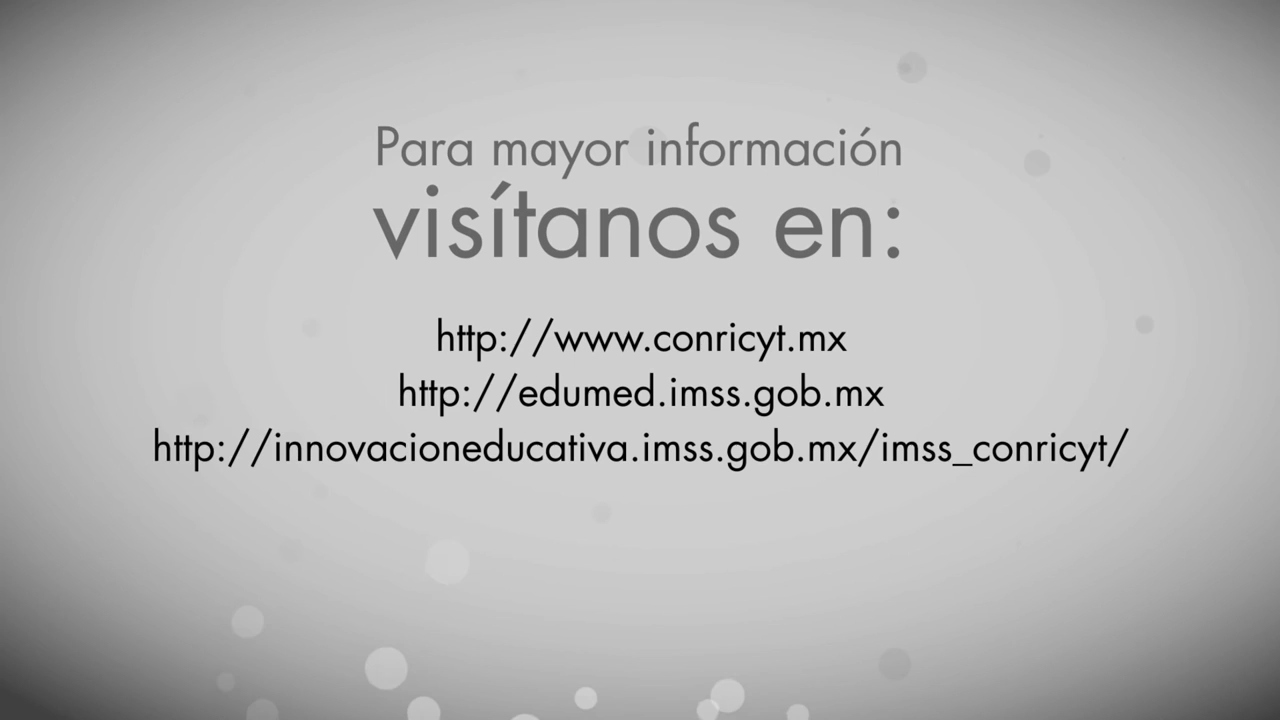 Para mayor información
visítanos en:
http://www.conricyt.mx
http://edumed.imss.gob.mx
http://innovacioneducativa.imss.gob.mx/imss_conricyt/